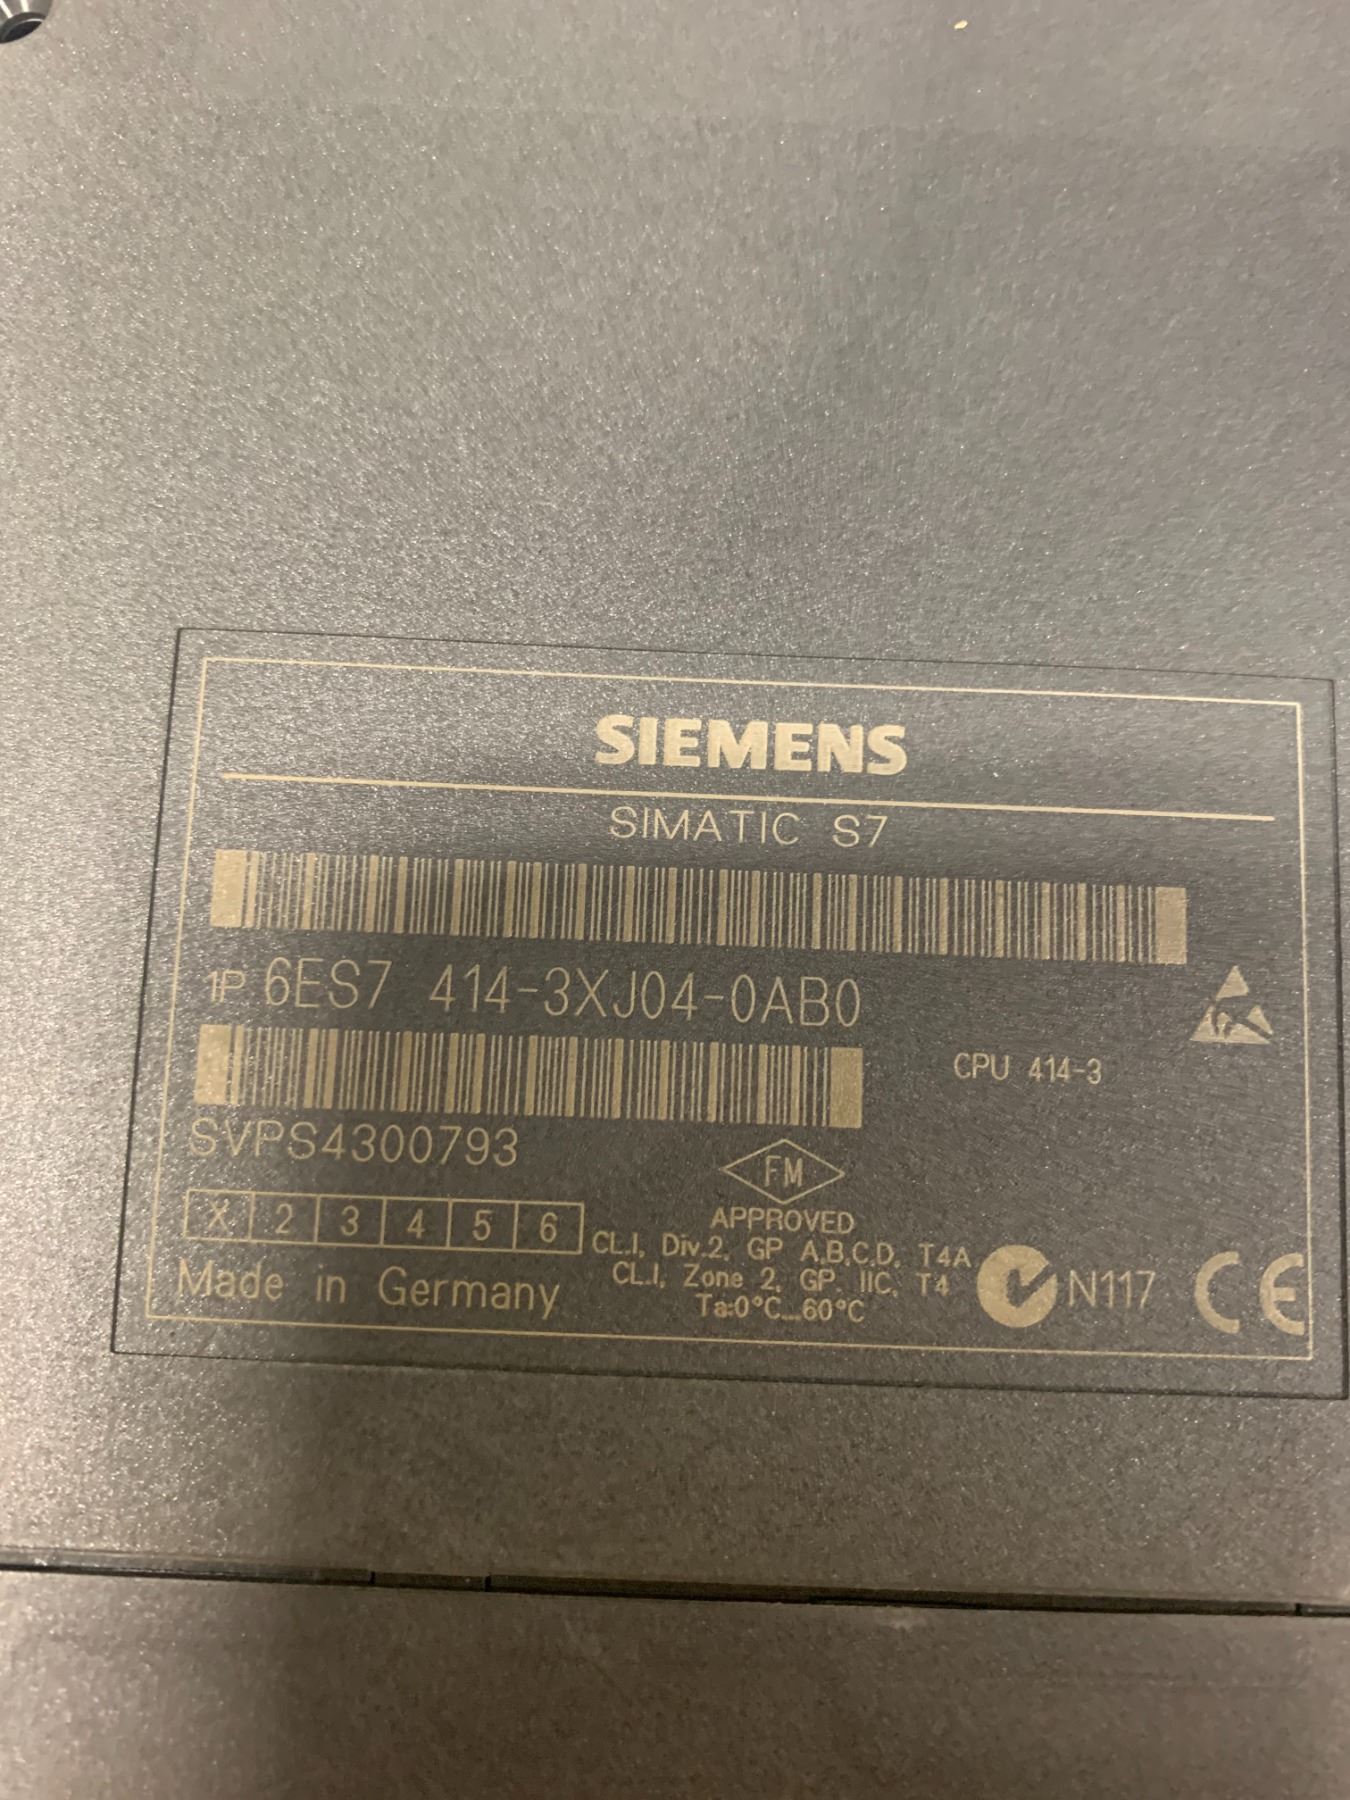 SIEMENS
SIMATIC S7
1P 6ES7 414-3XJ04-0AB0
CPU 414-3
SVPS4300793
FM
APPROVED
X 2 3 4 5 6
CL.I, Div.2, GP A,B,C,D, T4A
CL.I, Zone 2, GP. IIC, T4
Ta:0°C...60°C
N117
CE
Made in Germany